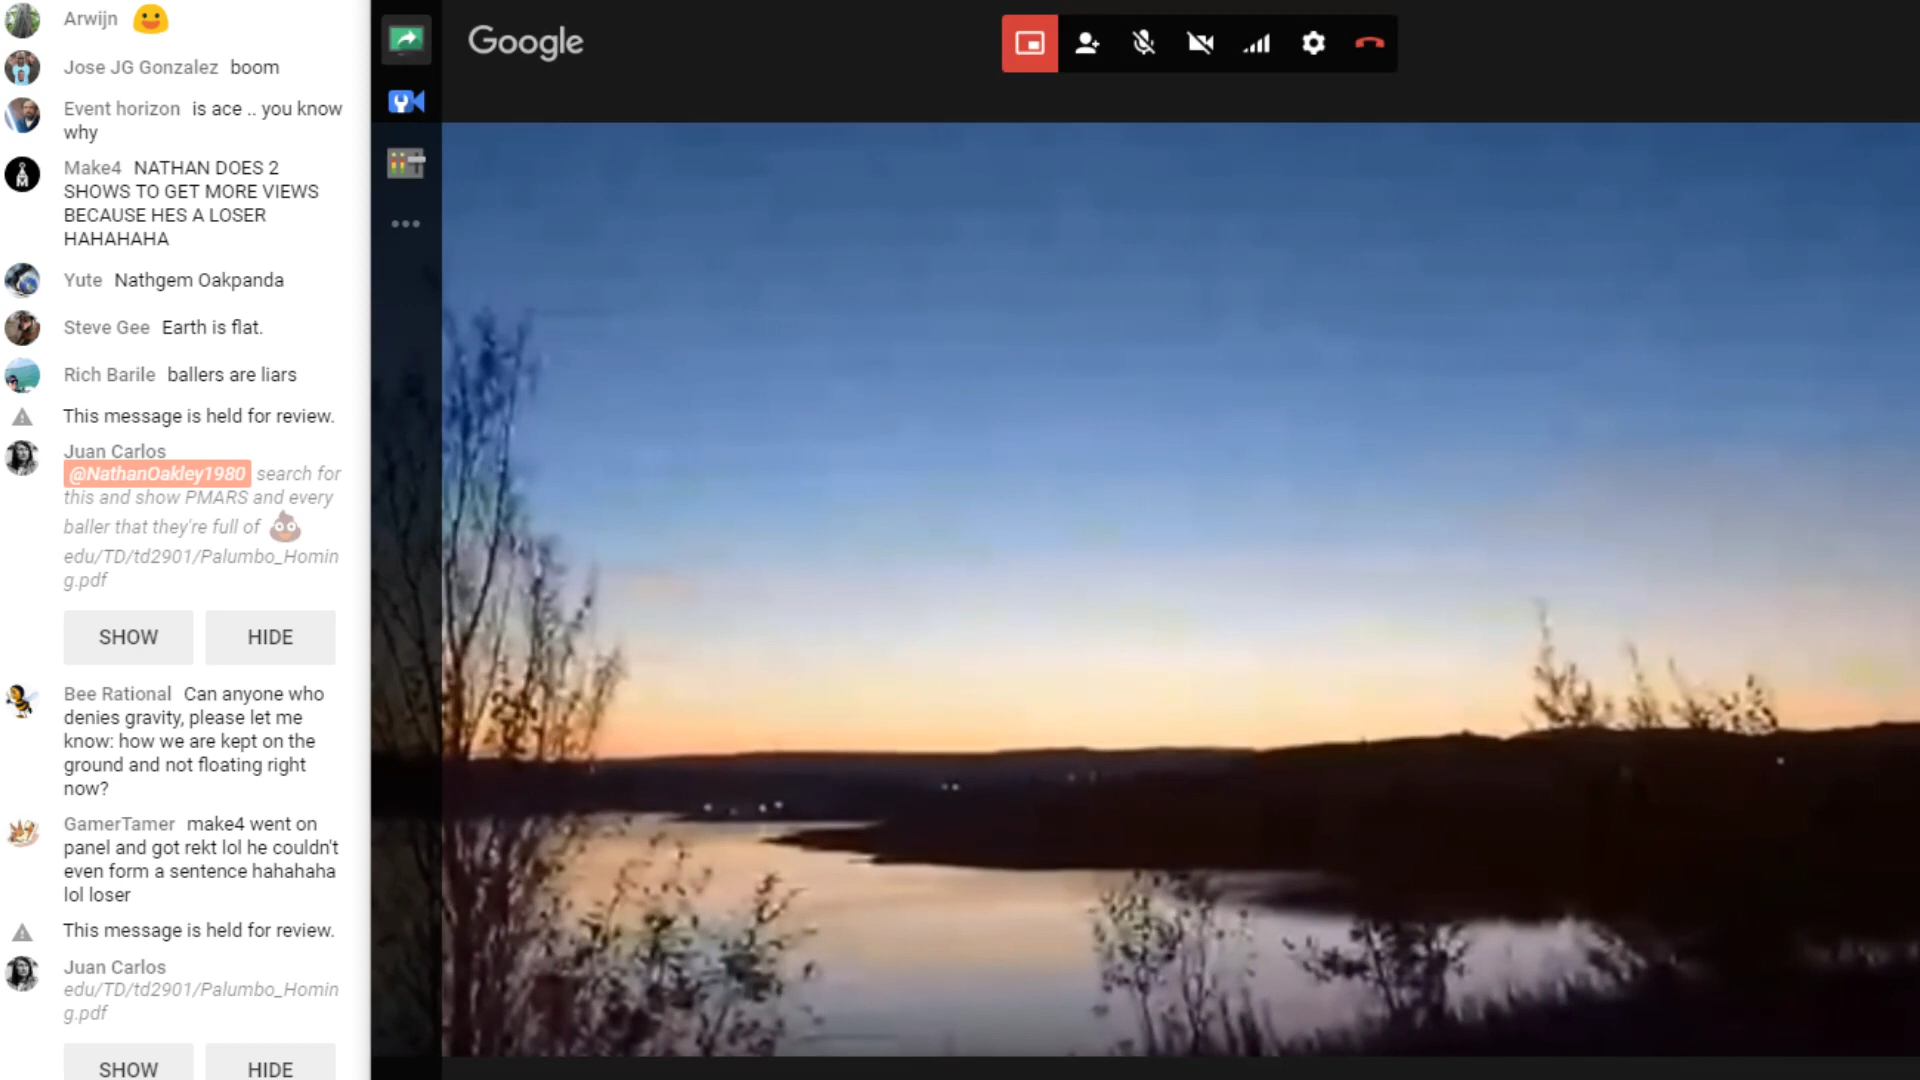 Arwijn
Jose JG Gonzalez boom
Event horizon is ace .. you know
why
Make4 NATHAN DOES 2
SHOWS TO GET MORE VIEWS
BECAUSE HES A LOSER
HAHAHAHA
Yute Nathgem Oakpanda
Steve Gee Earth is flat.
Rich Barile ballers are liars
This message is held for review.
Juan Carlos
@NathanOakley1980 search for
this and show PMARS and every
baller that they're full of
edu/TD/td2901/Palumbo_Homin
g.pdf
SHOW HIDE
Bee Rational Can anyone who
denies gravity, please let me
know: how we are kept on the
ground and not floating right
now?
GamerTamer make4 went on
panel and got rekt lol he couldn't
even form a sentence hahahaha
lol loser
This message is held for review.
Juan Carlos
edu/TD/td2901/Palumbo_Homin
g.pdf
SHOW HIDE
Google